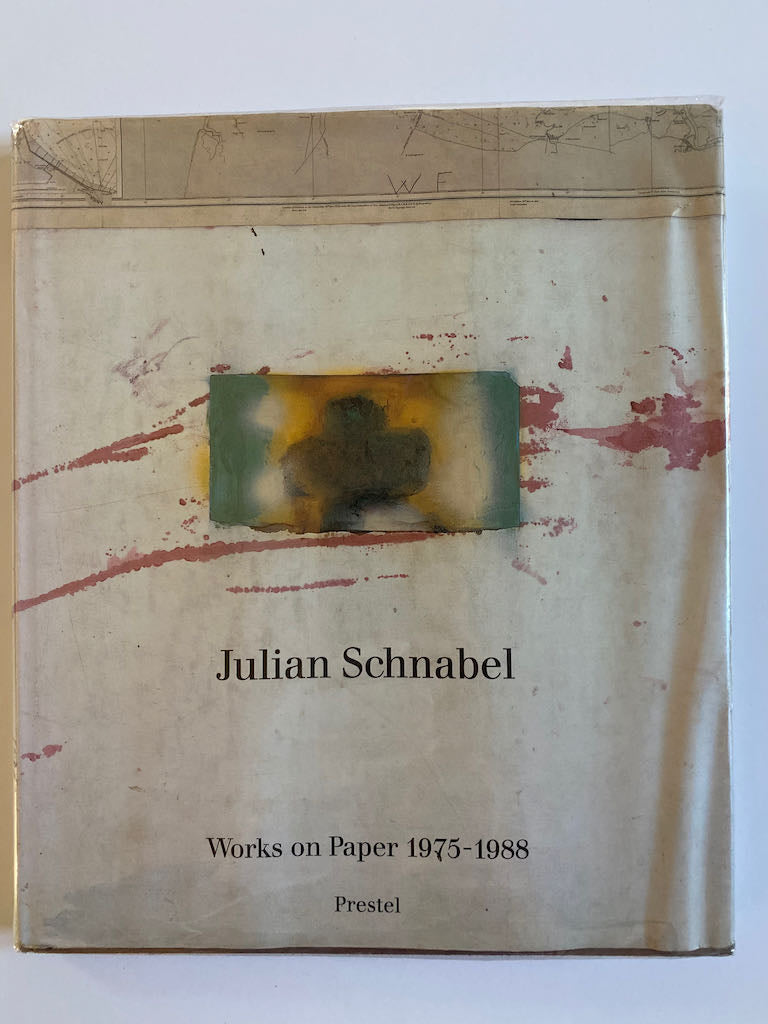 W F
Julian Schnabel
Works on Paper 1975-1988
Prestel